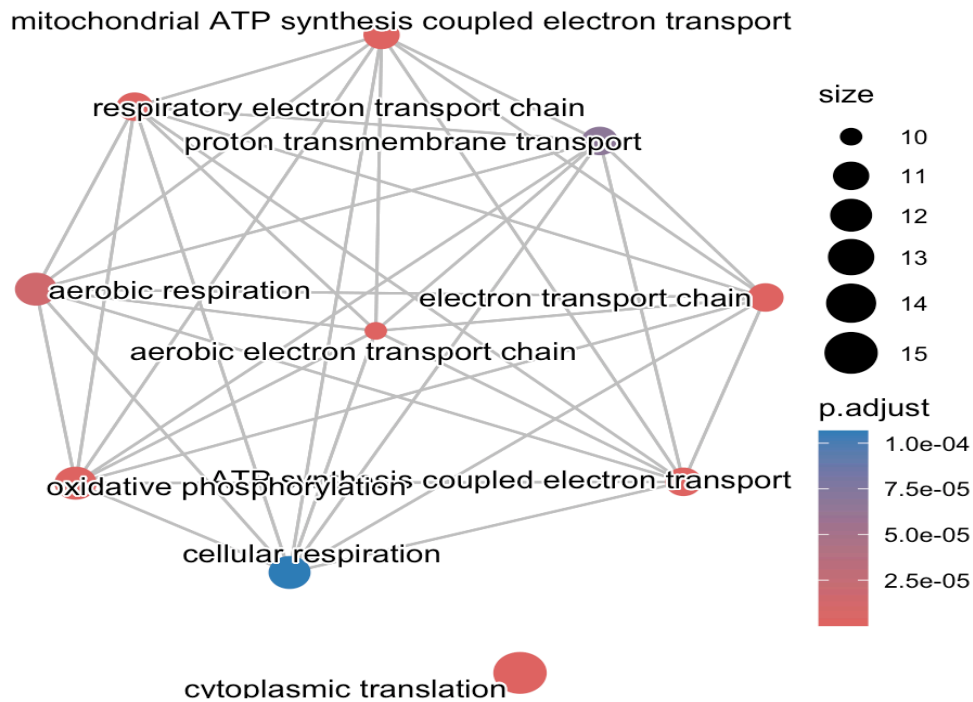 mitochondrial ATP synthesis coupled electron transport
respiratory electron transport chain
proton transmembrane transport
aerobic respiration
electron transport chain
aerobic electron transport chain
ATP synthesis coupled electron transport
oxidative phosphorylation
cellular respiration
cytoplasmic translation
size
10
11
12
13
14
15
p.adjust
1.0e-04
7.5e-05
5.0e-05
2.5e-05